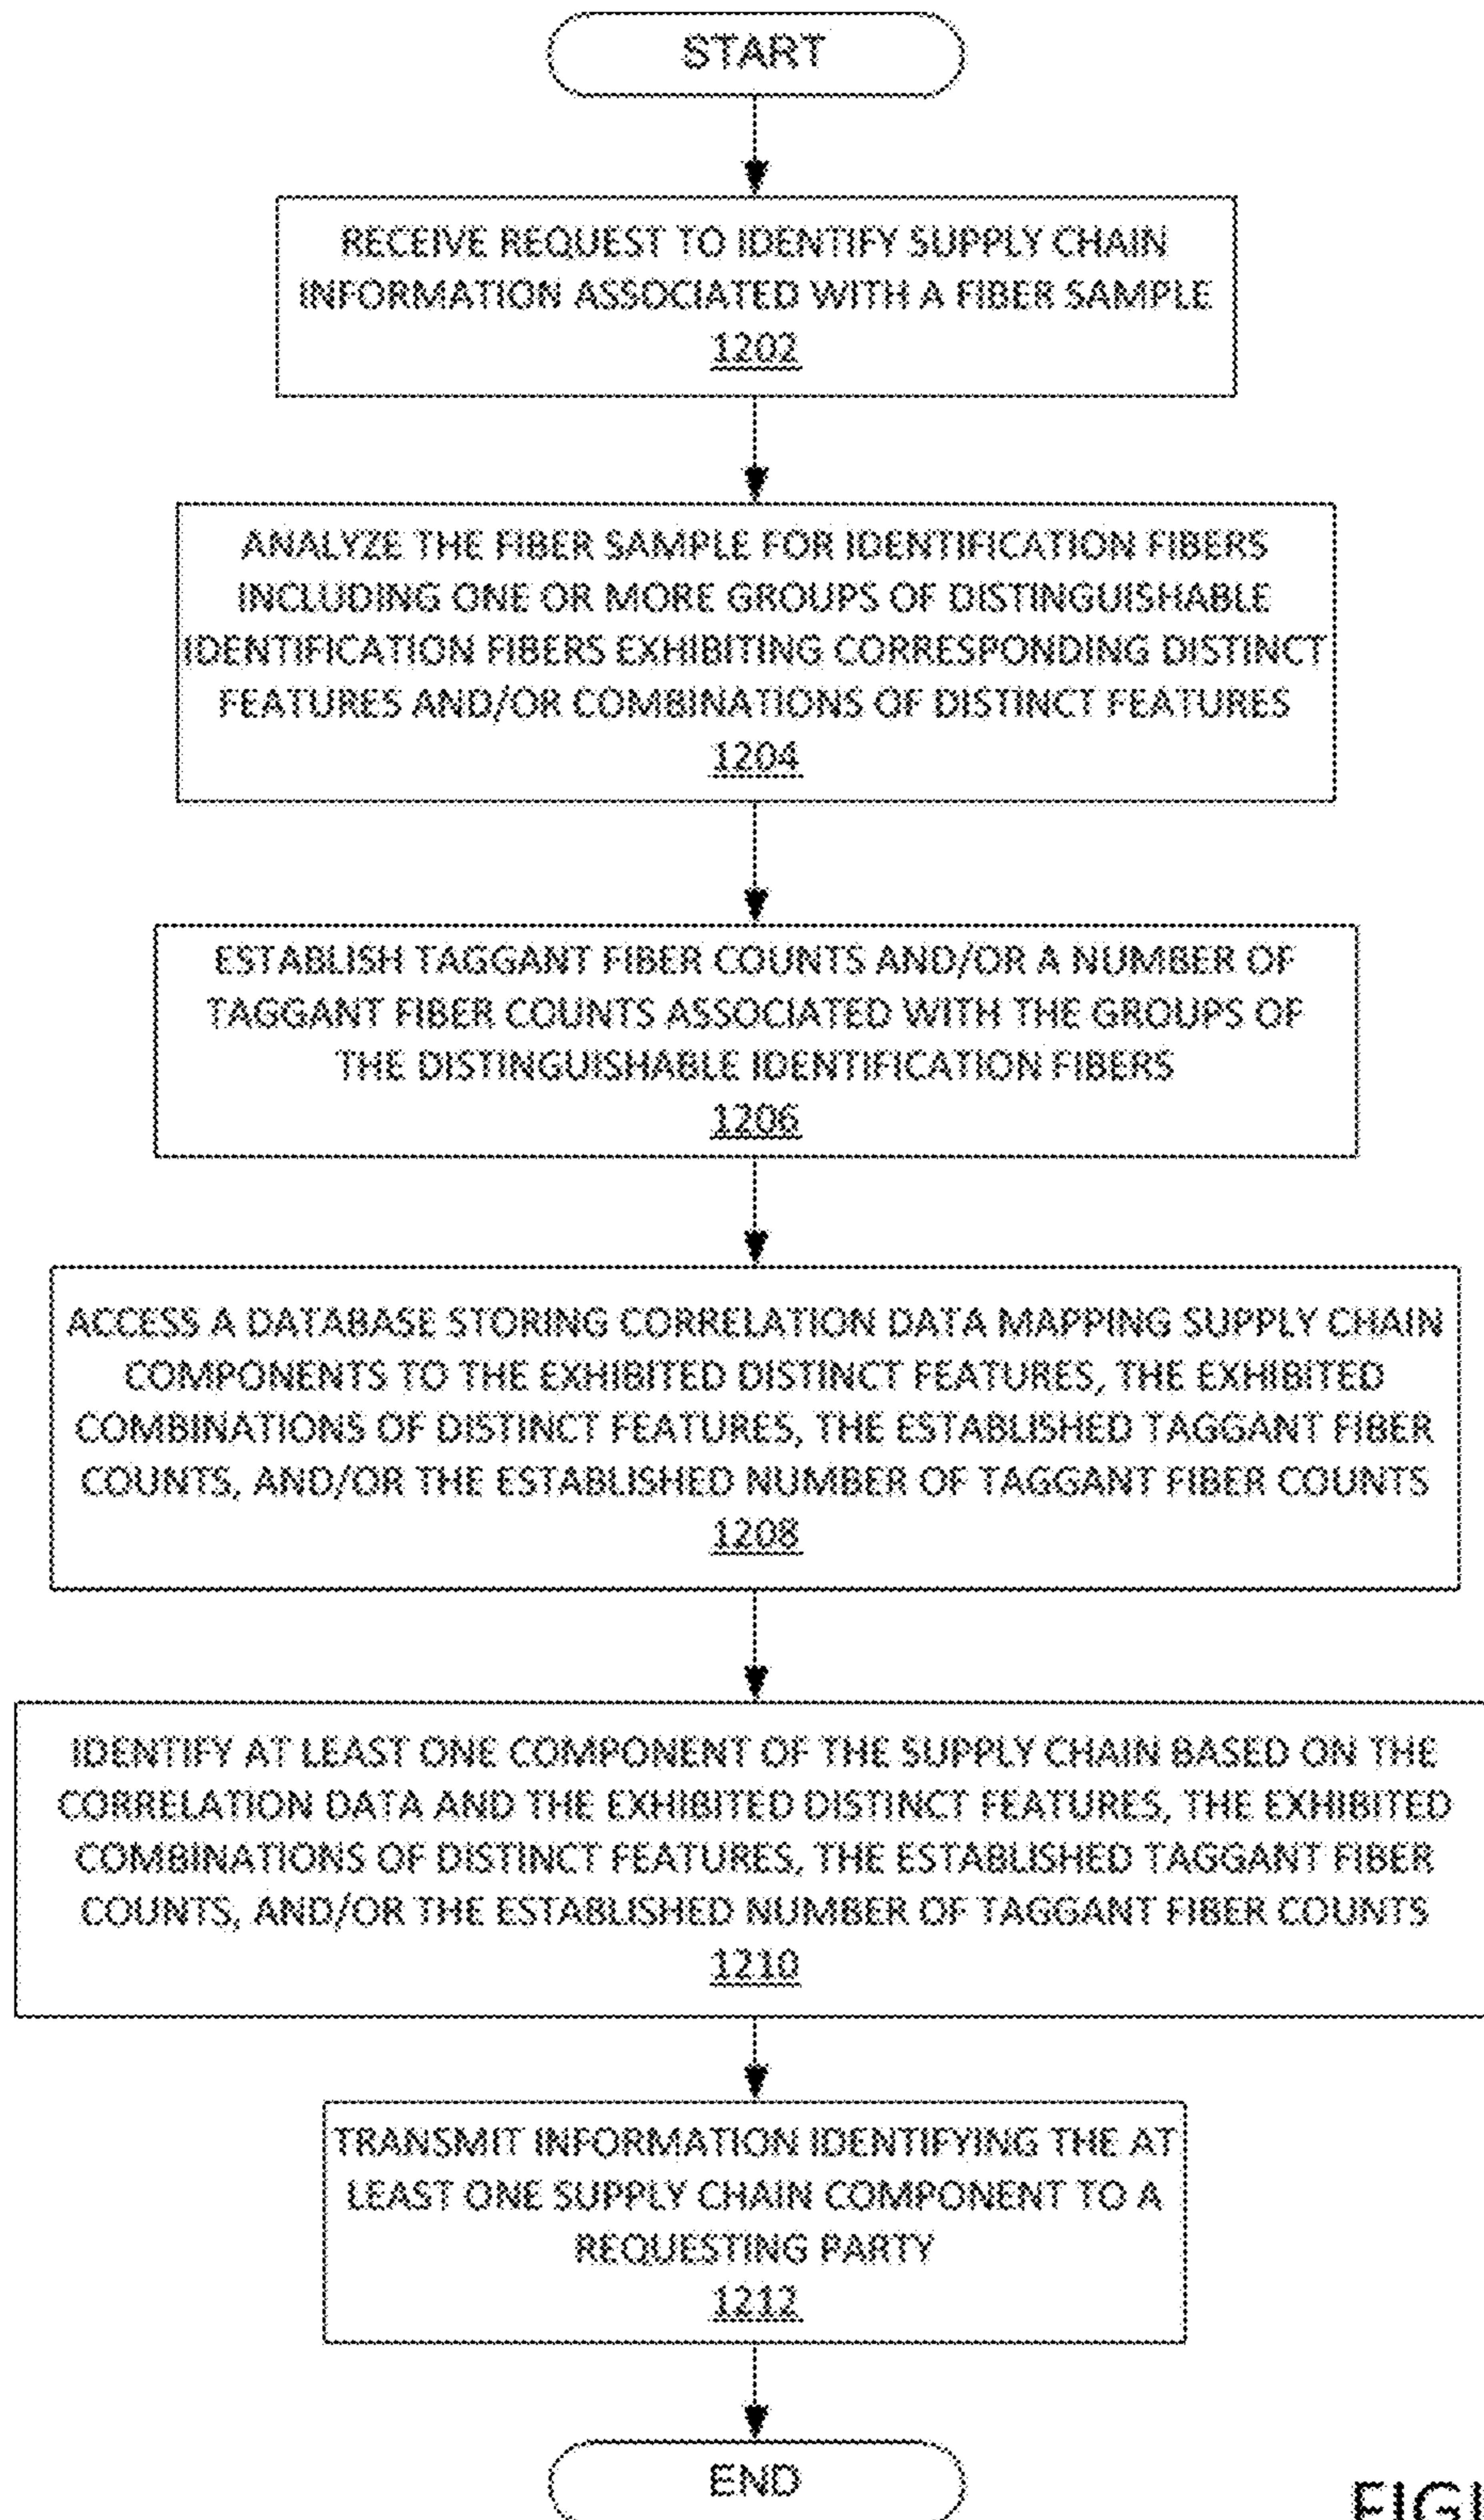 START
RECEIVE REQUEST TO IDENTIFY SUPPLY CHAIN
INFORMATION ASSOCIATED WITH A FIBER SAMPLE
1202
ANALYZE THE FIBER SAMPLE FOR IDENTIFICATION FIBERS
INCLUDING ONE OR MORE GROUPS OF DISTINGUISHABLE
IDENTIFICATION FIBERS EXHIBITING CORRESPONDING DISTINCT
FEATURES AND/OR COMBINATIONS OF DISTINCT FEATURES
1204
ESTABLISH TAGGANT FIBER COUNTS AND/OR A NUMBER OF
TAGGANT FIBER COUNTS ASSOCIATED WITH THE GROUPS OF
THE DISTINGUISHABLE IDENTIFICATION FIBERS
1206
ACCESS A DATABASE STORING CORRELATION DATA MAPPING SUPPLY CHAIN
COMPONENTS TO THE EXHIBITED DISTINCT FEATURES, THE EXHIBITED
COMBINATIONS OF DISTINCT FEATURES, THE ESTABLISHED TAGGANT FIBER
COUNTS, AND/OR THE ESTABLISHED NUMBER OF TAGGANT FIBER COUNTS
1208
IDENTIFY AT LEAST ONE COMPONENT OF THE SUPPLY CHAIN BASED ON THE
CORRELATION DATA AND THE EXHIBITED DISTINCT FEATURES, THE EXHIBITED
COMBINATIONS OF DISTINCT FEATURES, THE ESTABLISHED TAGGANT FIBER
COUNTS, AND/OR THE ESTABLISHED NUMBER OF TAGGANT FIBER COUNTS
1210
TRANSMIT INFORMATION IDENTIFYING THE AT
LEAST ONE SUPPLY CHAIN COMPONENT TO A
REQUESTING PARTY
1212
END